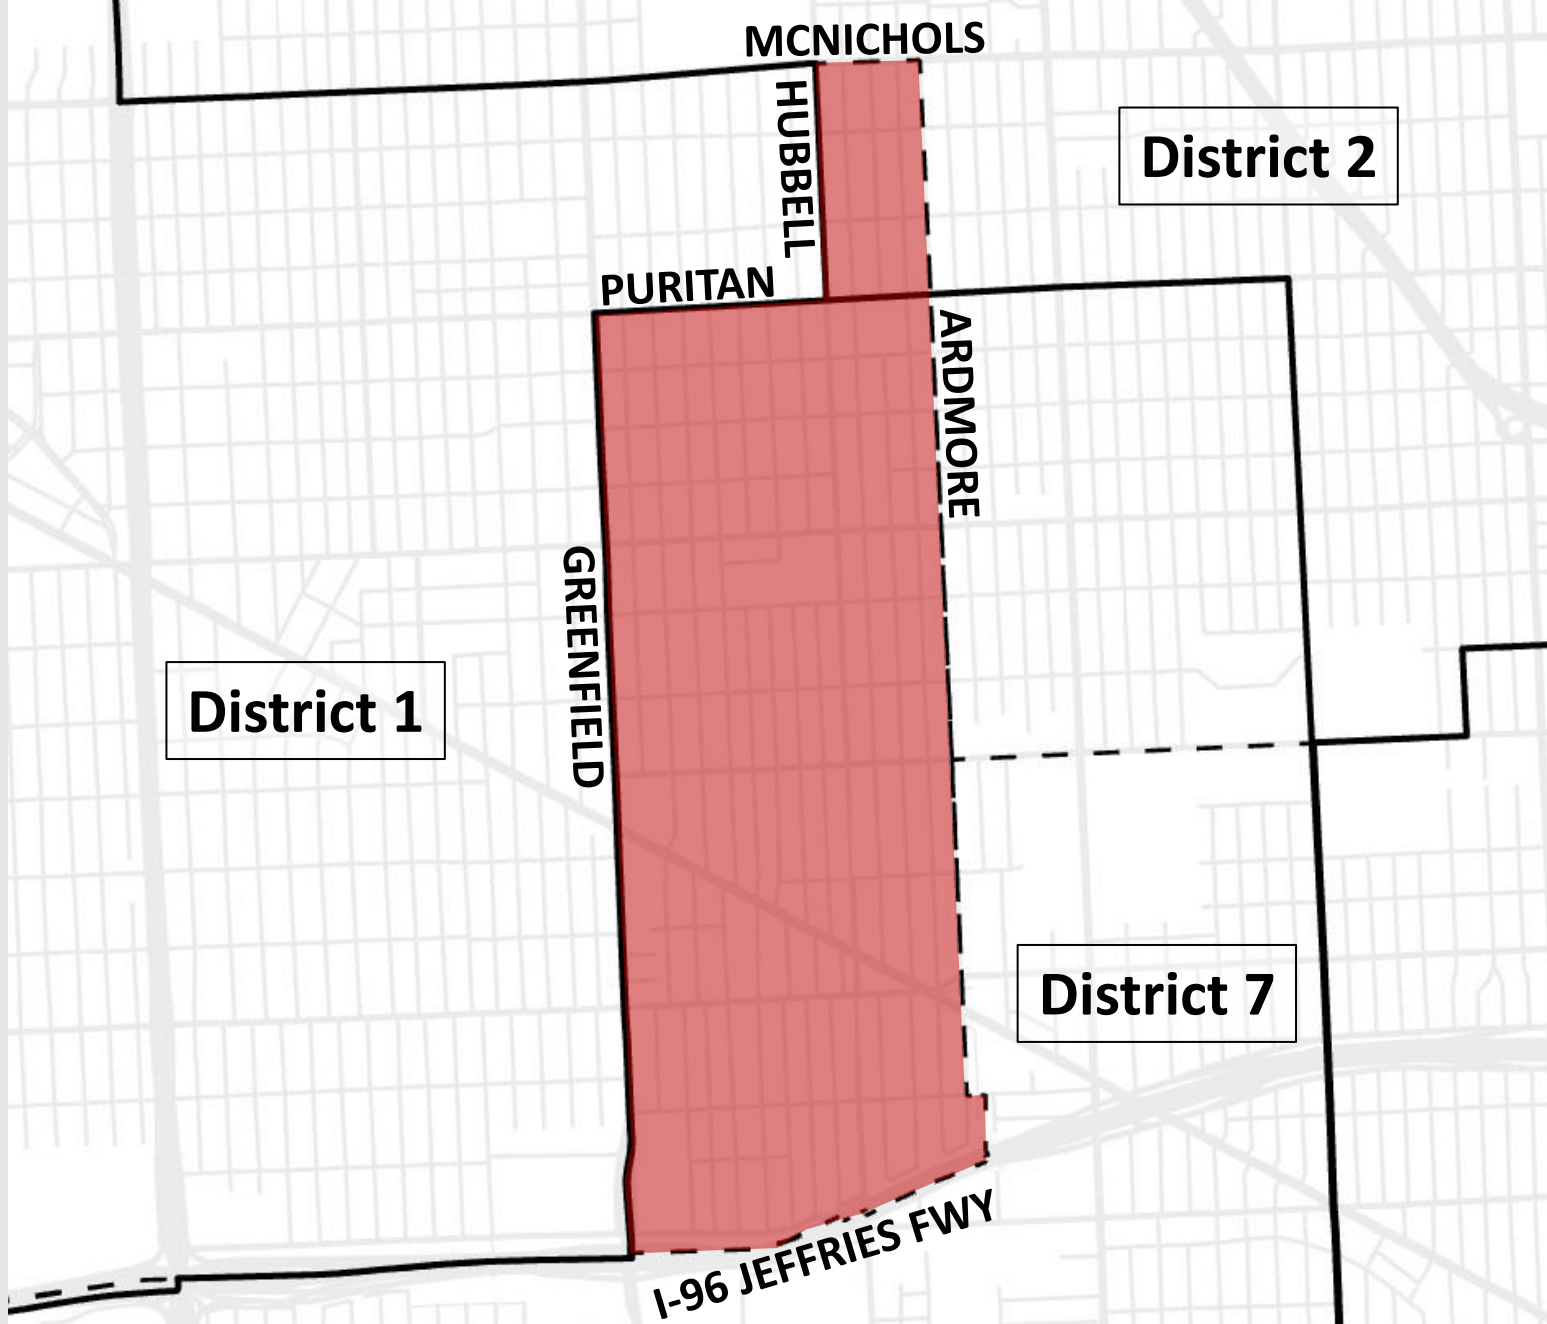 MCNICHOLS
HUBBELL
District 2
PURITAN
ARDMORE
GREENFIELD
District 1
District 7
I-96 JEFFRIES FWY